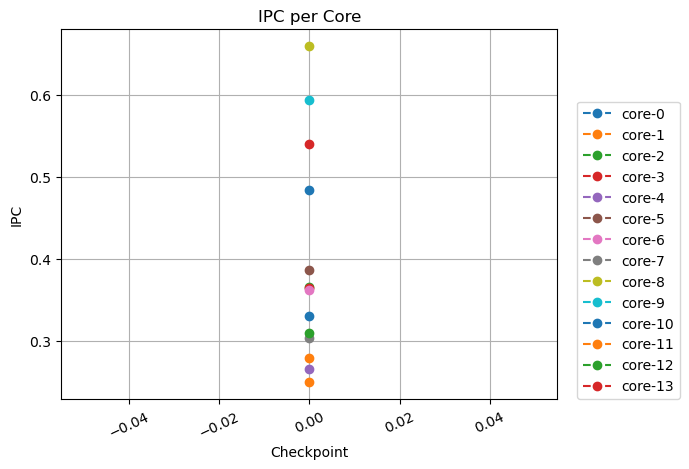 IPC per Core
IPC
0.6
0.5
0.4
0.3
−0.04
−0.02
0.00
0.02
0.04
Checkpoint
core-0
core-1
core-2
core-3
core-4
core-5
core-6
core-7
core-8
core-9
core-10
core-11
core-12
core-13